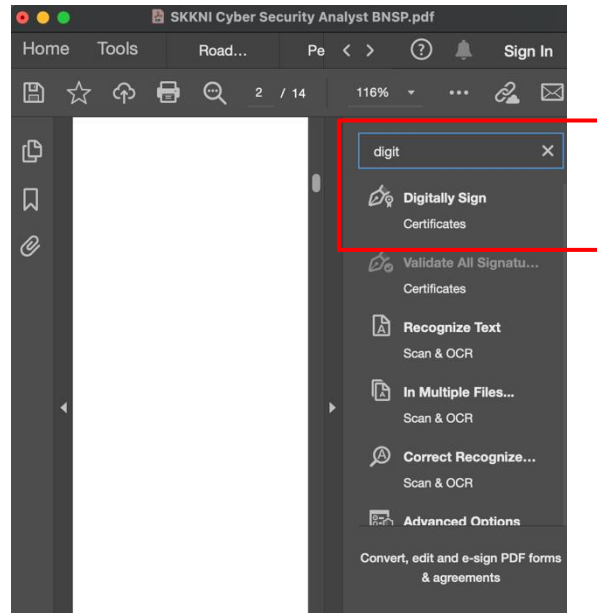 SKKNI Cyber Security Analyst BNSP.pdf
Home Tools Road... Pe Sign In
2 / 14 116%
digit
Digitally Sign
Certificates
Validate All Signatu...
Certificates
Recognize Text
Scan & OCR
In Multiple Files...
Scan & OCR
Correct Recognize...
Scan & OCR
Advanced Options
Convert, edit and e-sign PDF forms
& agreements